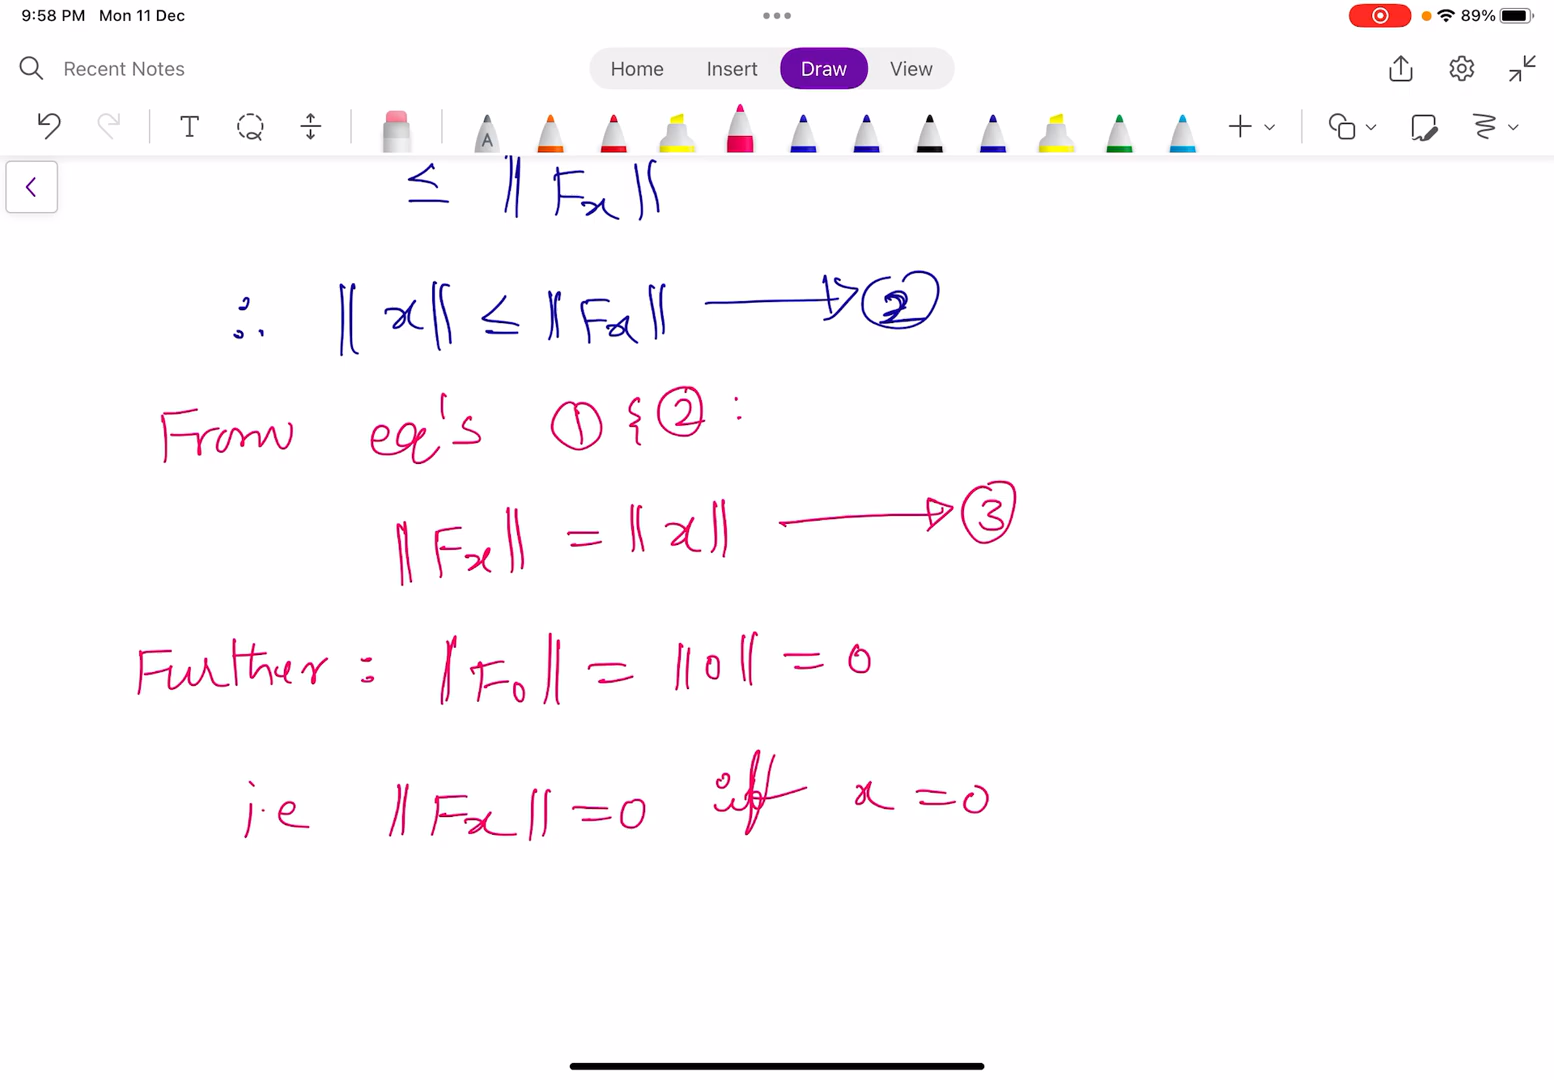 9:58 PM Mon 11 Dec
89%
Recent Notes
Home Insert Draw View
T
A
≤ ||Fx||
∴ ||x|| ≤ ||Fx|| → ②
From eq's ① & ② :
||Fx|| = ||x|| → ③
Further : ||F₀|| = ||0|| = 0
i.e ||Fx|| = 0 iff x = 0